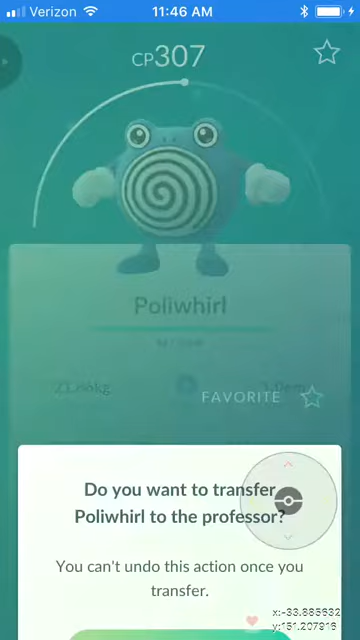 Verizon 11:46 AM
CP307
Poliwhirl
FAVORITE
Do you want to transfer
Poliwhirl to the professor?
You can't undo this action once you
transfer.
x:-33.885632
y:151.207916